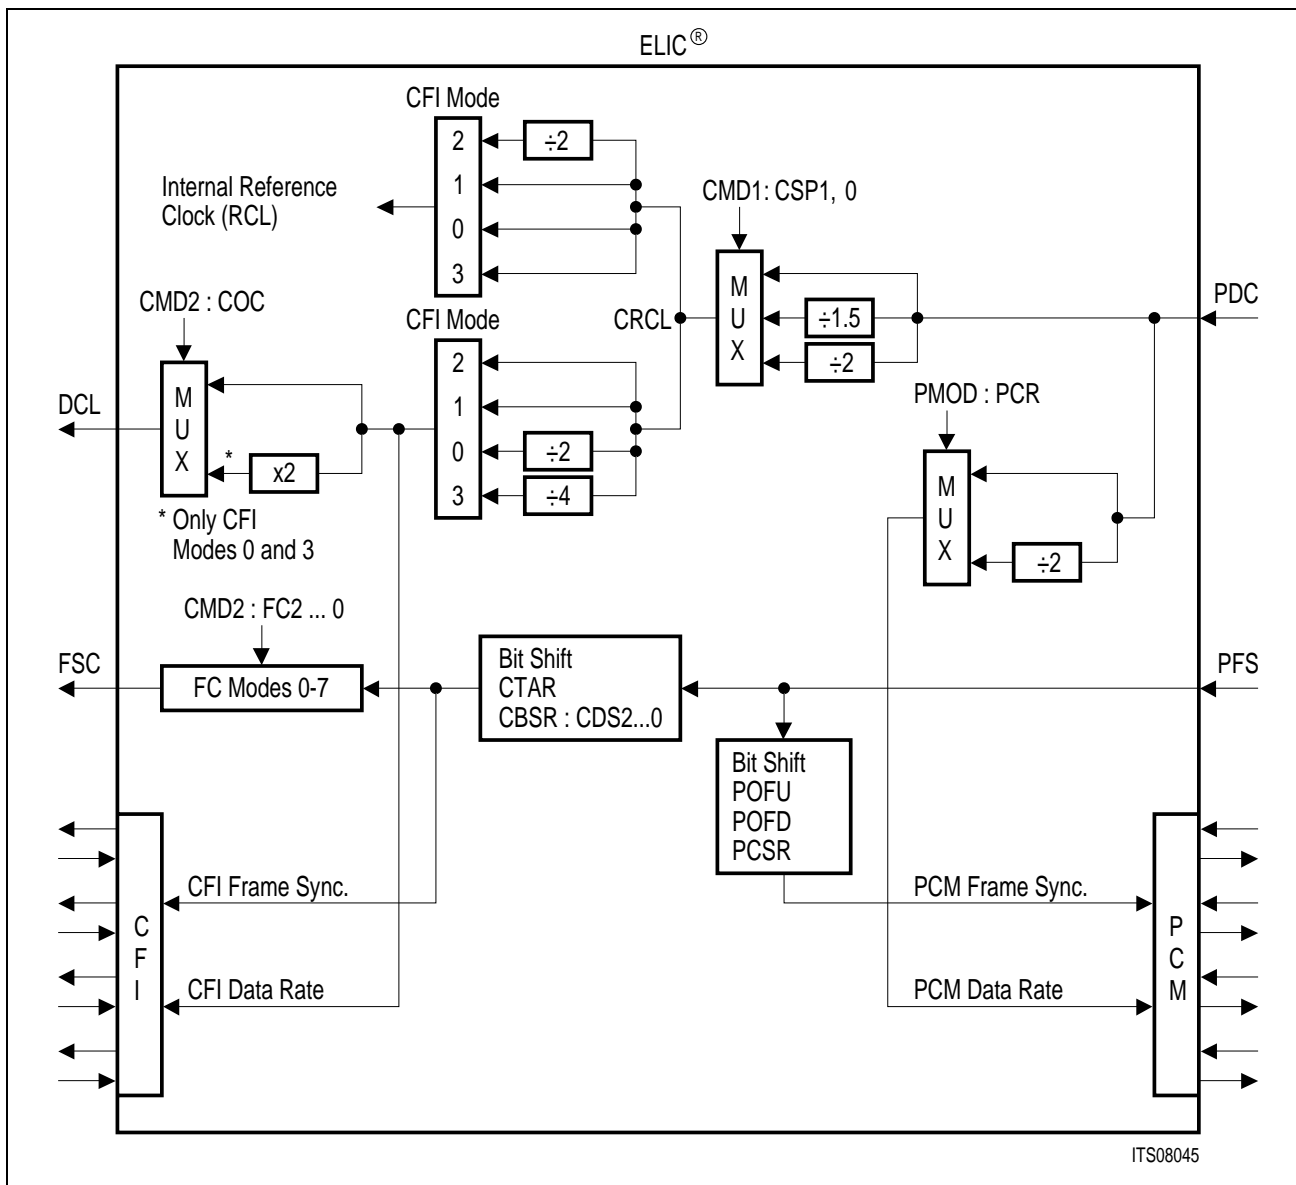 ELIC®
CFI Mode
2
÷2
1
0
3
Internal Reference
Clock (RCL)
CMD1: CSP1, 0
M
U
X
÷1.5
÷2
PDC
CRCL
CMD2 : COC
M
U
X
x2
*
* Only CFI
Modes 0 and 3
DCL
CFI Mode
2
1
0
÷2
3
÷4
PMOD : PCR
M
U
X
÷2
CMD2 : FC2 ... 0
FSC
FC Modes 0-7
Bit Shift
CTAR
CBSR : CDS2...0
PFS
Bit Shift
POFU
POFD
PCSR
CFI Frame Sync.
PCM Frame Sync.
C
F
I
P
C
M
CFI Data Rate
PCM Data Rate
ITS08045